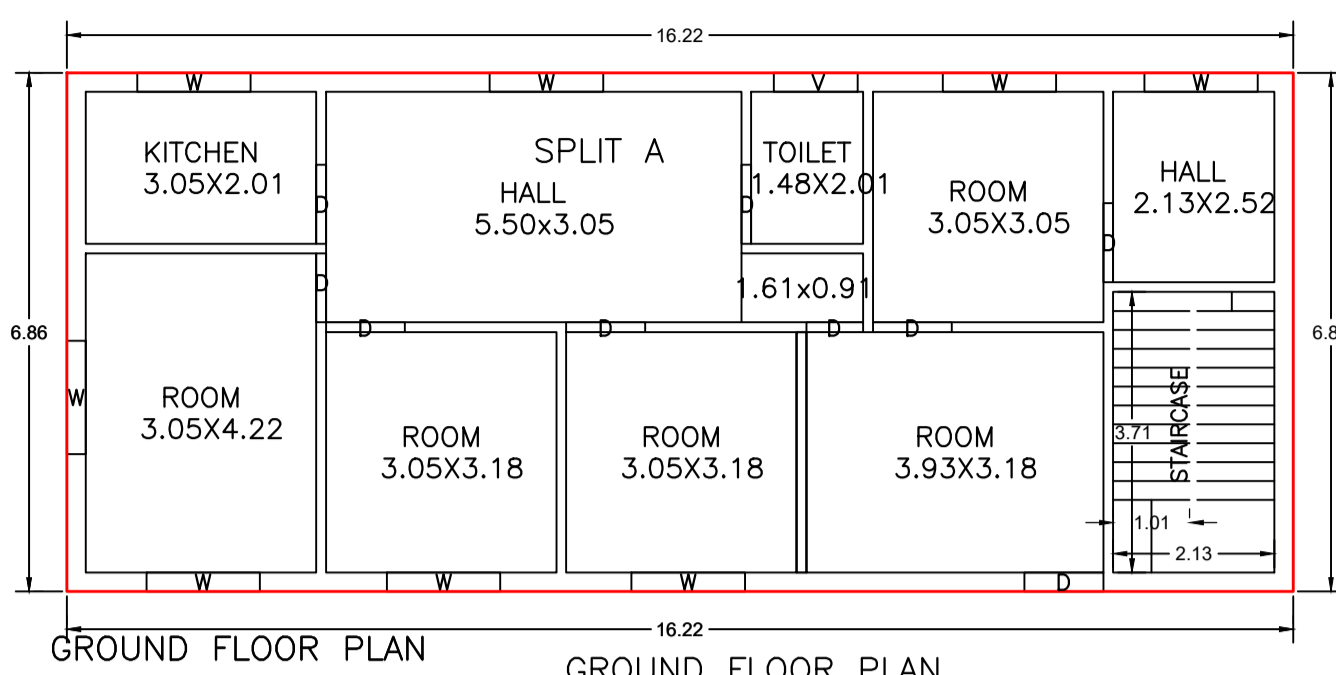 16.22
W
W
V
W
W
KITCHEN
3.05X2.01
SPLIT A
HALL
5.50x3.05
TOILET
1.48X2.01
ROOM
3.05X3.05
HALL
2.13X2.52
D
D
D
D
1.61x0.91
D
D
D
D
6.86
6.8
W
ROOM
3.05X4.22
ROOM
3.05X3.18
ROOM
3.05X3.18
ROOM
3.93X3.18
STAIRCASE
3.71
1.01
2.13
W
W
W
D
16.22
GROUND FLOOR PLAN
GROUND FLOOR PLAN